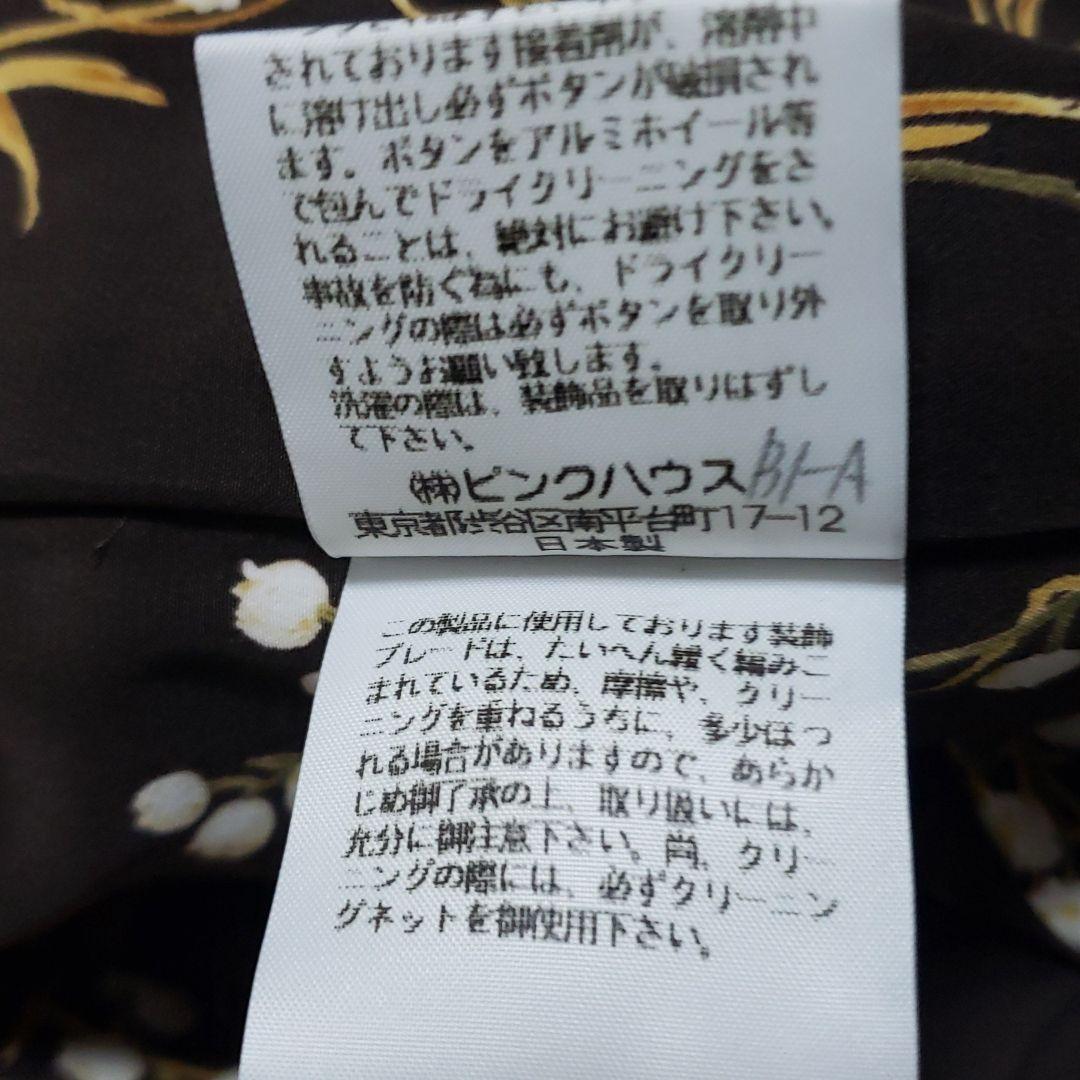 されております接着剤が、溶剤中
に溶け出し必ずボタンが破損され
ます。ボタンをアルミホイール等
で包んでドライクリーニングをさ
れることは、絶対にお避け下さい。
事故を防ぐ為にも、ドライクリー
ニングの際は必ずボタンを取り外
すようお願い致します。
洗濯の際は、装飾品を取りはずし
て下さい。
㈱ピンクハウス B1-A
東京都渋谷区南平台町17-12
日本製
この製品に使用しております装飾
ブレードは、たいへん緩く編みこ
まれているため、摩擦や、クリー
ニングを重ねるうちに、多少ほつ
れる場合がありますので、あらか
じめ御了承の上、取り扱いには、
充分に御注意下さい。尚、クリー
ニングの際には、必ずクリーニン
グネットを御使用下さい。